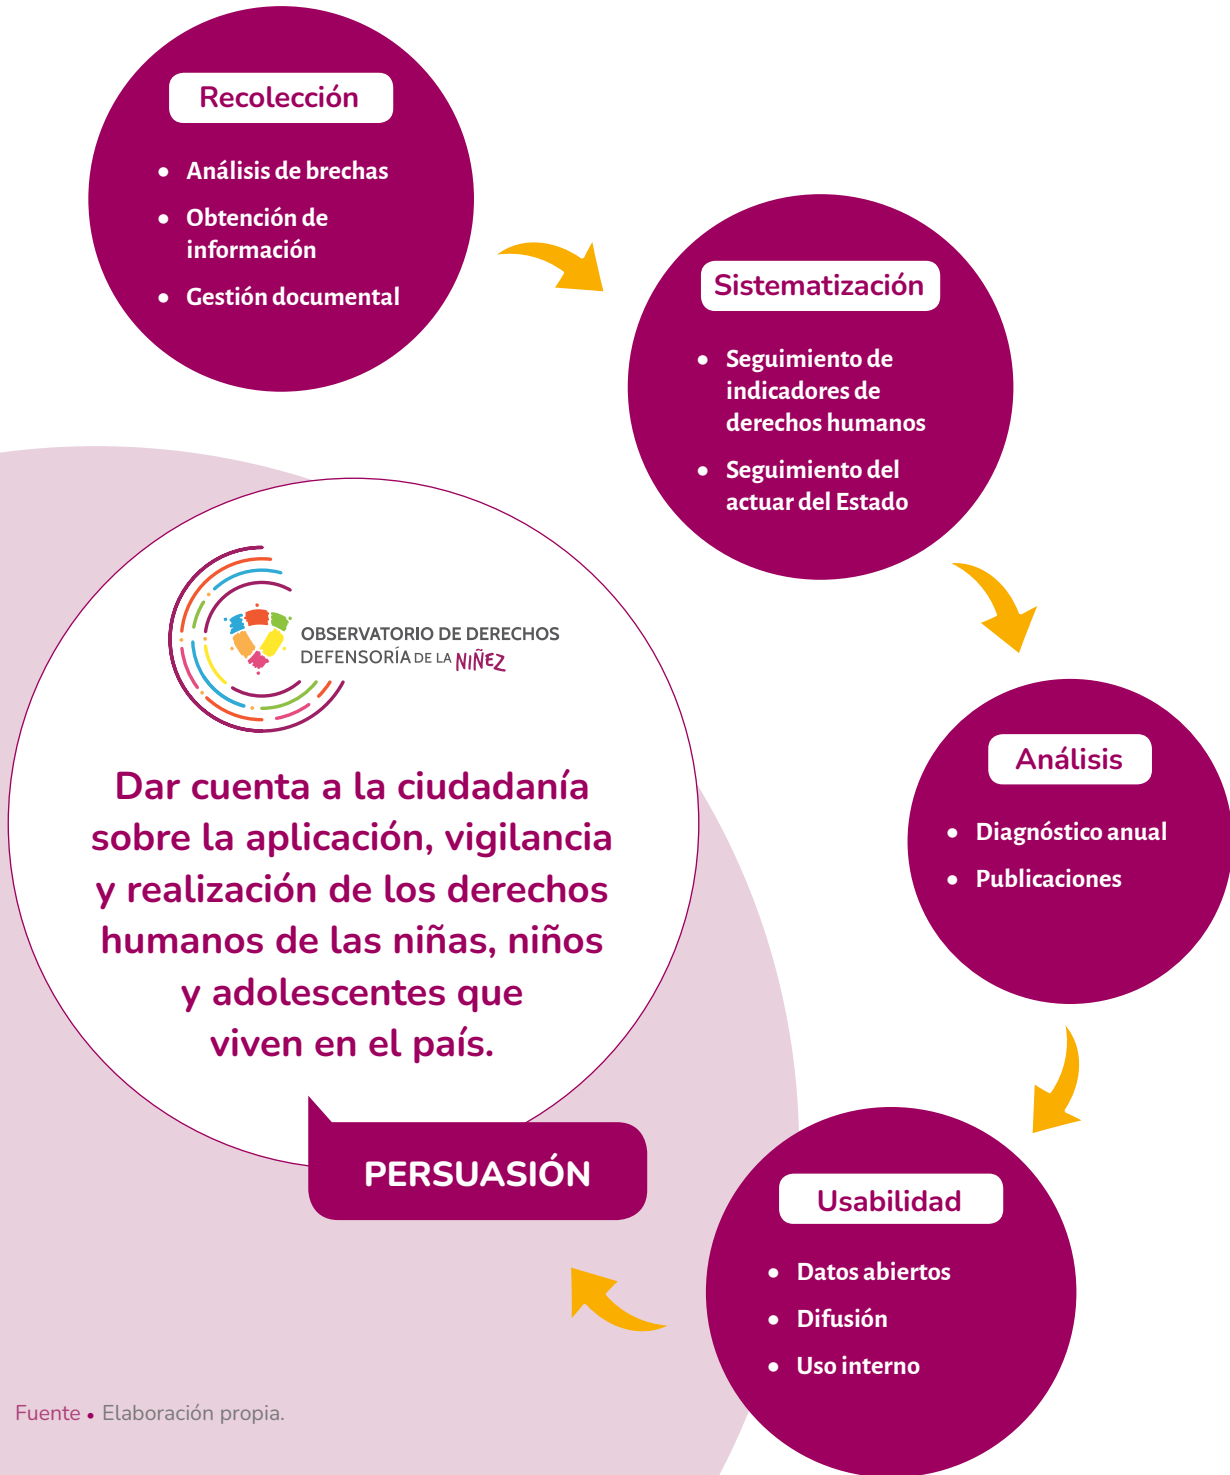 Recolección
• Análisis de brechas
• Obtención de
información
• Gestión documental
Sistematización
• Seguimiento de
indicadores de
derechos humanos
• Seguimiento del
actuar del Estado
OBSERVATORIO DE DERECHOS
DEFENSORÍA DE LA NIÑEZ
Dar cuenta a la ciudadanía
sobre la aplicación, vigilancia
y realización de los derechos
humanos de las niñas, niños
y adolescentes que
viven en el país.
Análisis
• Diagnóstico anual
• Publicaciones
PERSUASIÓN
Usabilidad
• Datos abiertos
• Difusión
• Uso interno
Fuente • Elaboración propia.